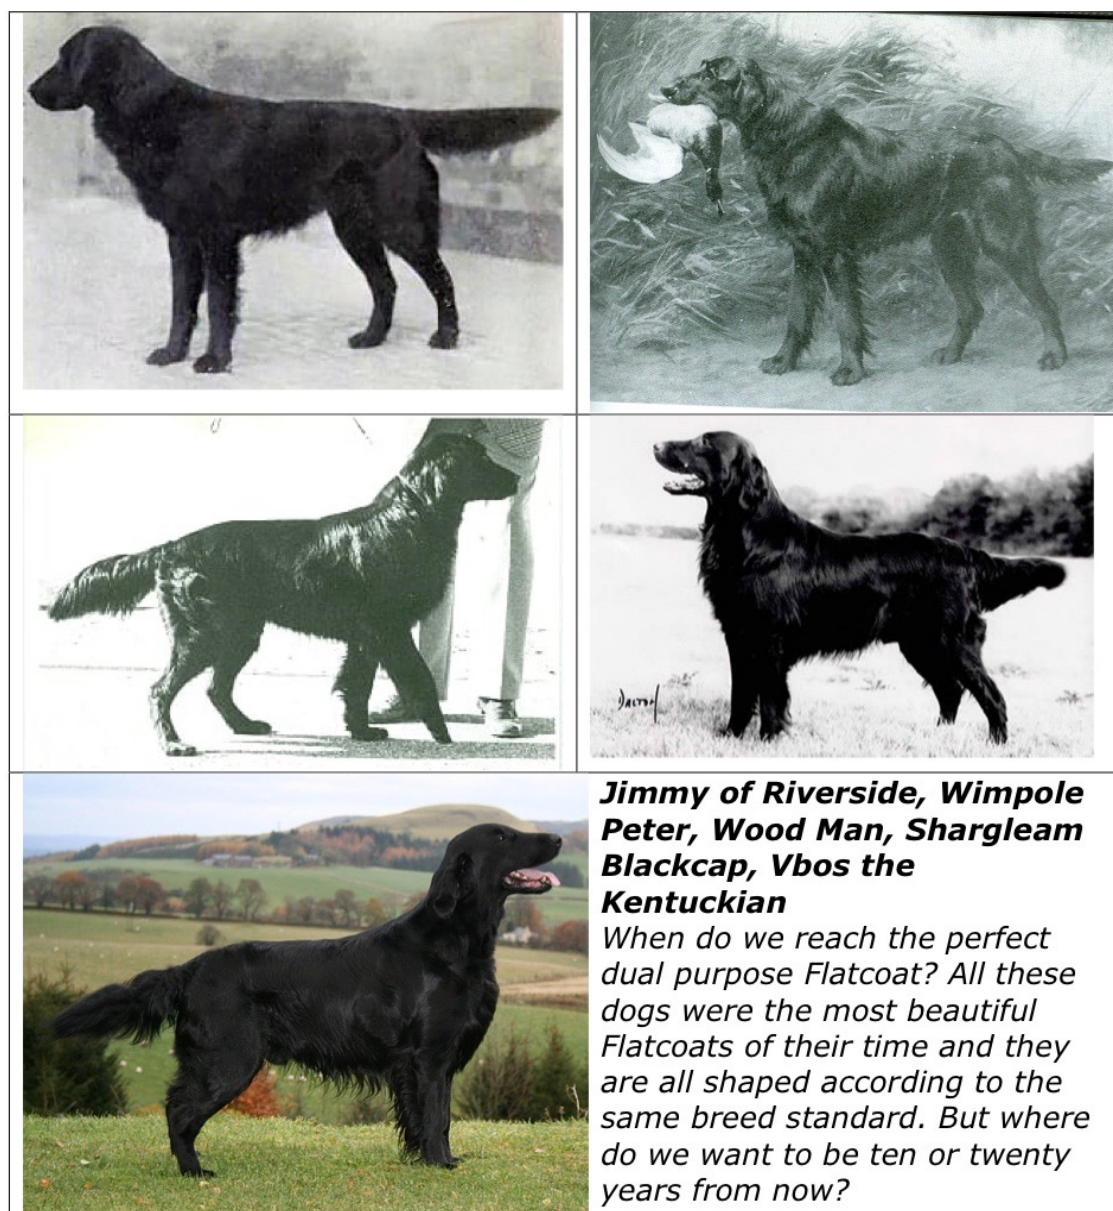 DALTON
Jimmy of Riverside, Wimpole
Peter, Wood Man, Shargleam
Blackcap, Vbos the
Kentuckian
When do we reach the perfect
dual purpose Flatcoat? All these
dogs were the most beautiful
Flatcoats of their time and they
are all shaped according to the
same breed standard. But where
do we want to be ten or twenty
years from now?